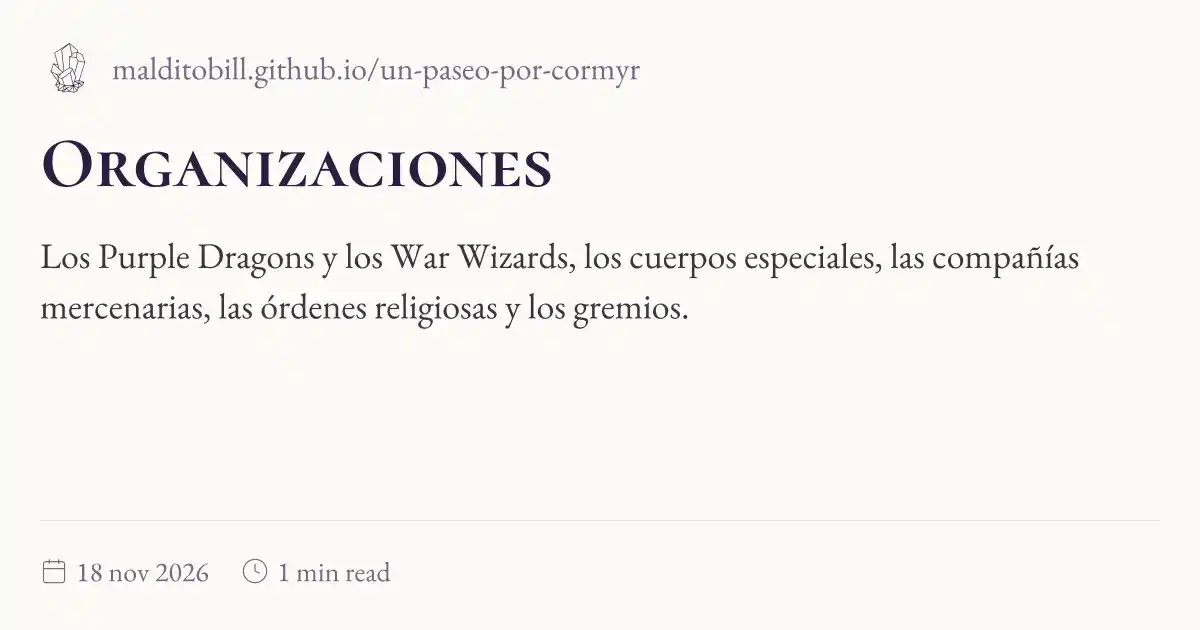 malditobill.github.io/un-paseo-por-cormyr
Organizaciones
Los Purple Dragons y los War Wizards, los cuerpos especiales, las compañías
mercenarias, las órdenes religiosas y los gremios.
18 nov 2026 1 min read